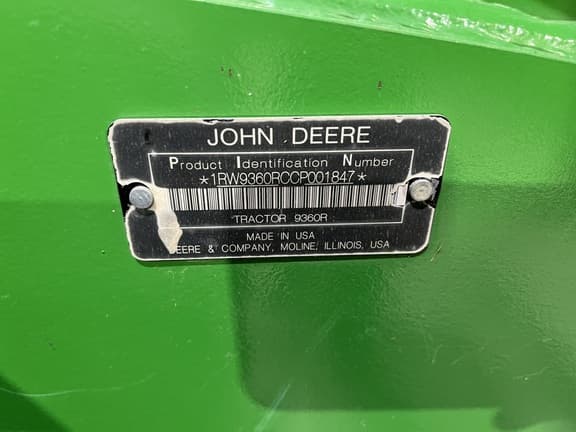 JOHN DEERE
Product Identification Number
*1RW9360RCCP001847*
TRACTOR 9360R
MADE IN USA
DEERE & COMPANY, MOLINE, ILLINOIS, USA